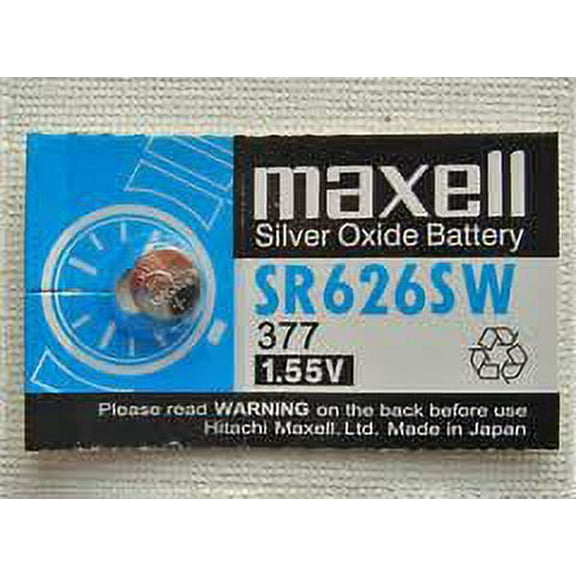 maxell
Silver Oxide Battery
SR626SW
377
1.55V
Please read WARNING on the back before use
Hitachi Maxell, Ltd. Made in Japan